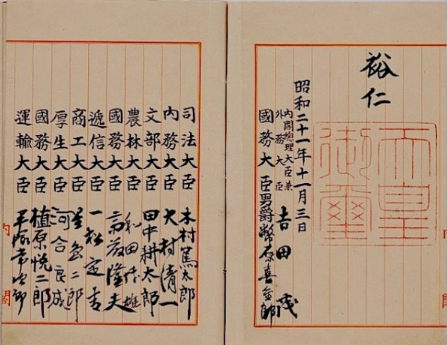 裕仁
天皇御璽
昭和二十一年十一月三日
内閣總理大臣兼
外務大臣 吉田茂
國務大臣 男爵 幣原喜重郎
司法大臣 木村篤太郎
内務大臣 大村清一
文部大臣 田中耕太郎
農林大臣 和田博雄
國務大臣 斎藤隆夫
遞信大臣 一松定吉
商工大臣 星島二郎
厚生大臣 河合良成
國務大臣 植原悦二郎
運輸大臣 平塚常次郎
内閣